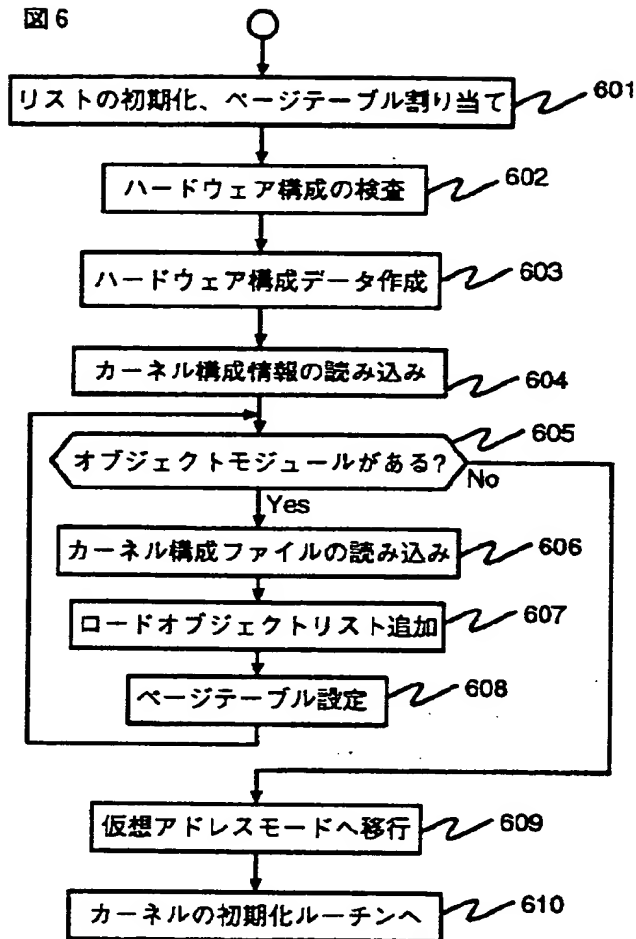 図6
リストの初期化、ページテーブル割り当て
601
ハードウェア構成の検査
602
ハードウェア構成データ作成
603
カーネル構成情報の読み込み
604
オブジェクトモジュールがある?
605
No
Yes
カーネル構成ファイルの読み込み
606
ロードオブジェクトリスト追加
607
ページテーブル設定
608
仮想アドレスモードへ移行
609
カーネルの初期化ルーチンへ
610